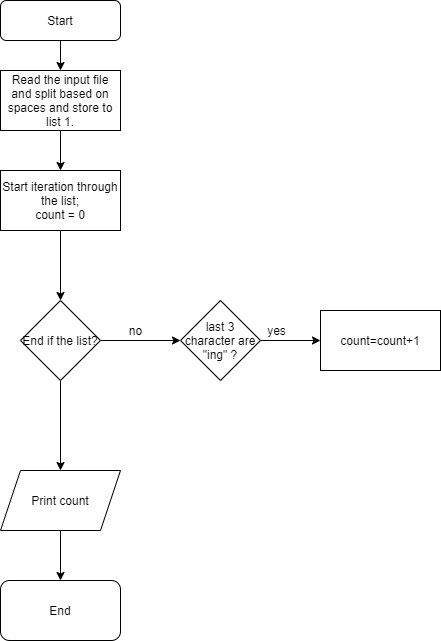 Start
Read the input file
and split based on
spaces and store to
list 1.
Start iteration through
the list;
count = 0
End if the list?
no
last 3
character are
"ing" ?
yes
count=count+1
Print count
End